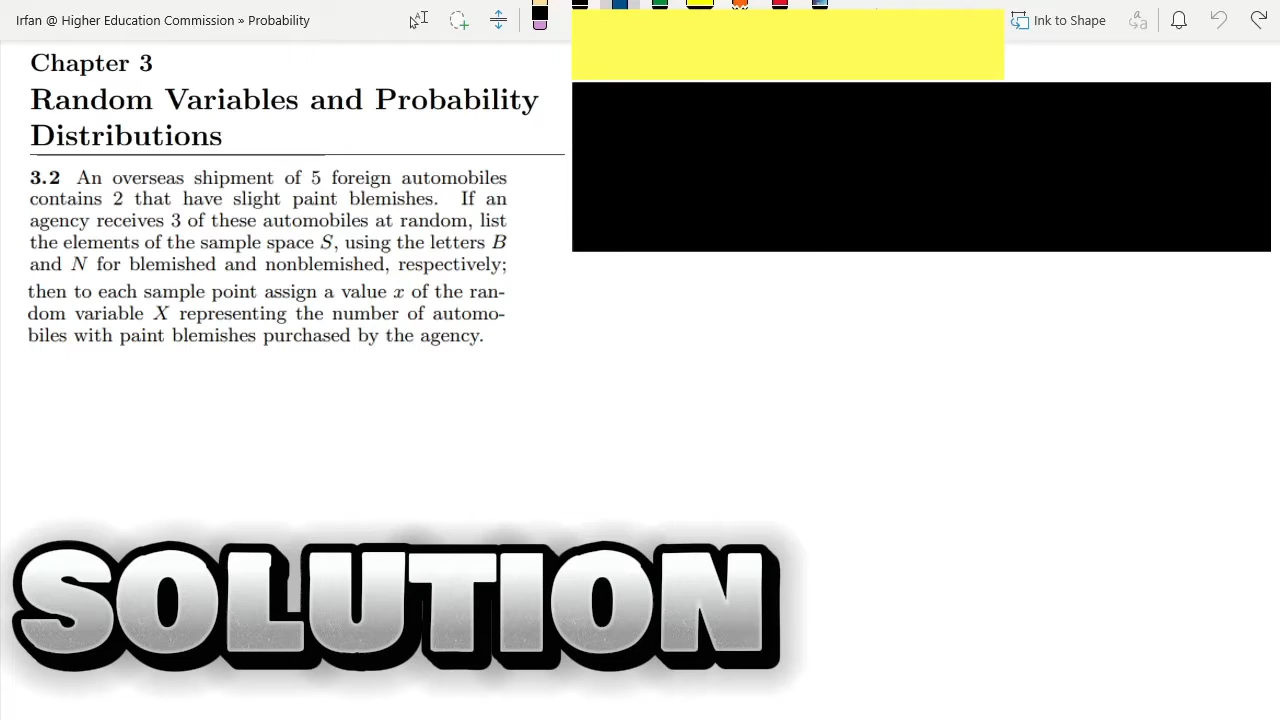 Irfan @ Higher Education Commission » Probability
Ink to Shape
Chapter 3
Random Variables and Probability
Distributions
3.2 An overseas shipment of 5 foreign automobiles
contains 2 that have slight paint blemishes. If an
agency receives 3 of these automobiles at random, list
the elements of the sample space S, using the letters B
and N for blemished and nonblemished, respectively;
then to each sample point assign a value x of the ran-
dom variable X representing the number of automo-
biles with paint blemishes purchased by the agency.
SOLUTION